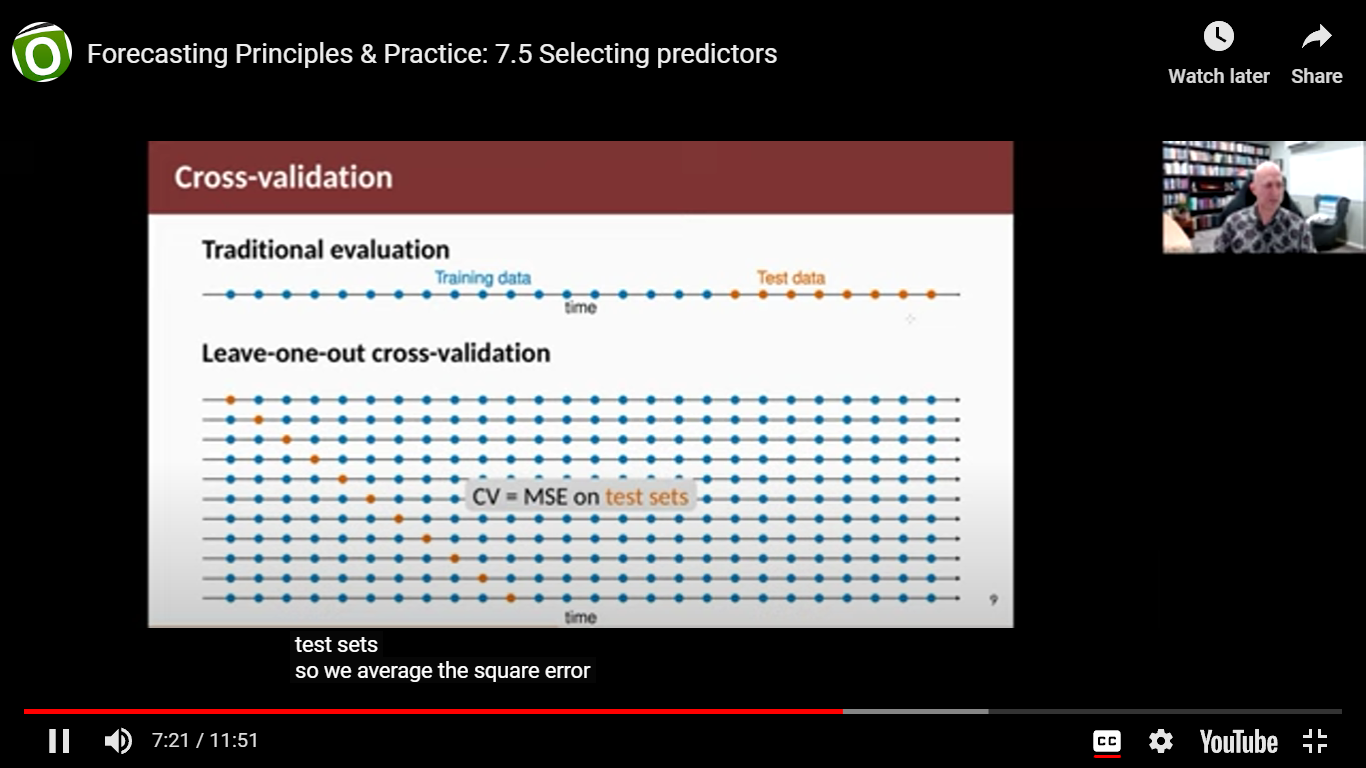 Forecasting Principles & Practice: 7.5 Selecting predictors
Watch later
Share
Cross-validation
Traditional evaluation
Training data
Test data
time
Leave-one-out cross-validation
CV = MSE on test sets
time
9
test sets
so we average the square error
7:21 / 11:51
CC
YouTube